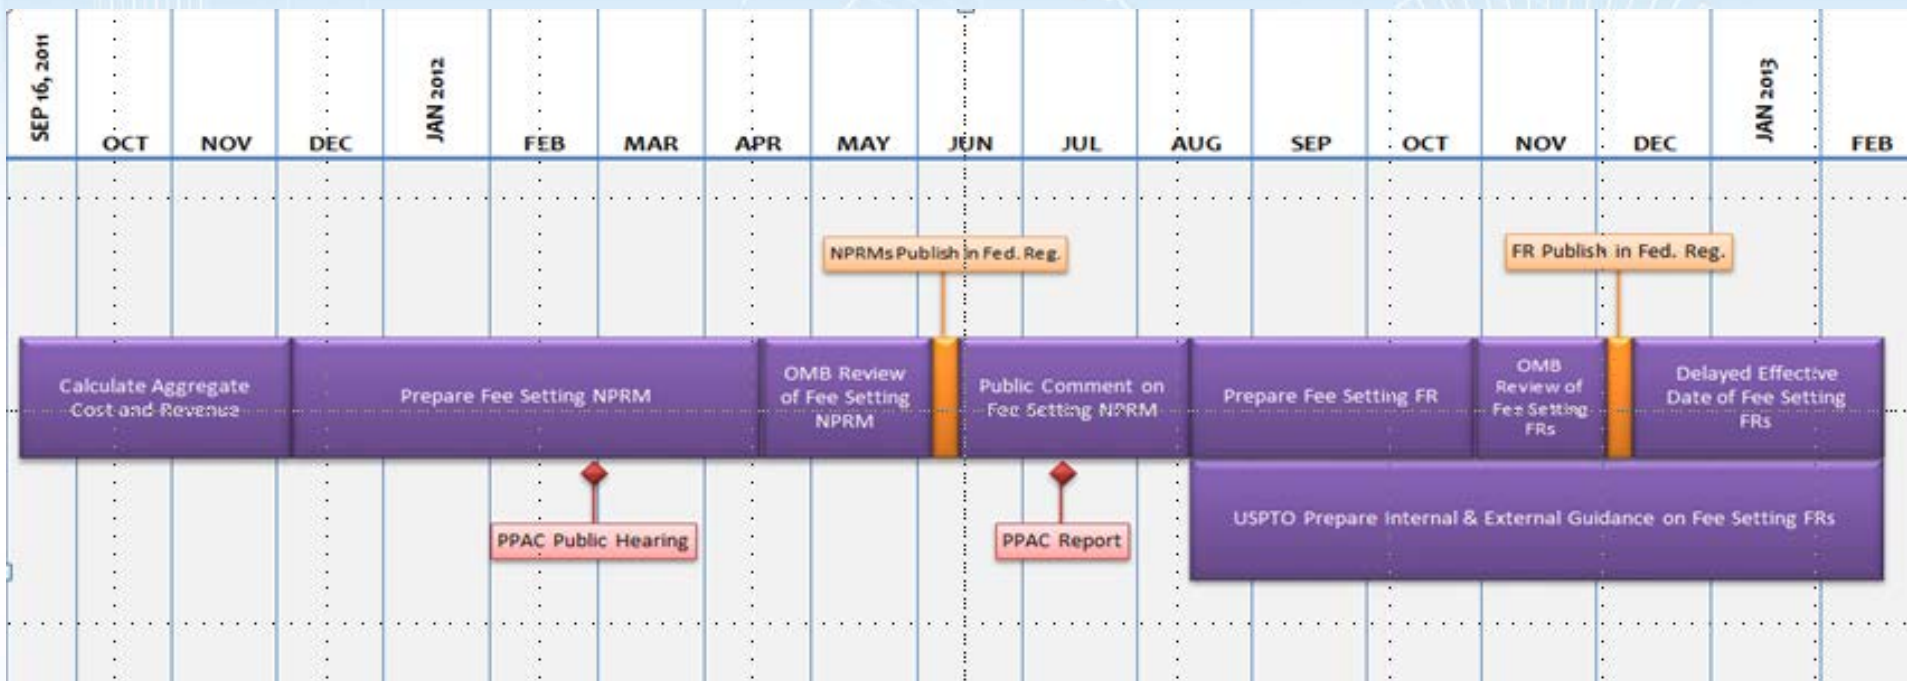 SEP 16, 2011
OCT
NOV
DEC
JAN 2012
FEB
MAR
APR
MAY
JUN
JUL
AUG
SEP
OCT
NOV
DEC
JAN 2013
FEB
NPRMs Publish in Fed. Reg.
FR Publish in Fed. Reg.
Calculate Aggregate
Cost and Revenue
Prepare Fee Setting NPRM
OMB Review
of Fee Setting
NPRM
Public Comment on
Fee Setting NPRM
Prepare Fee Setting FR
OMB
Review of
Fee Setting
FRs
Delayed Effective
Date of Fee Setting
FRs
PPAC Public Hearing
PPAC Report
USPTO Prepare Internal & External Guidance on Fee Setting FRs